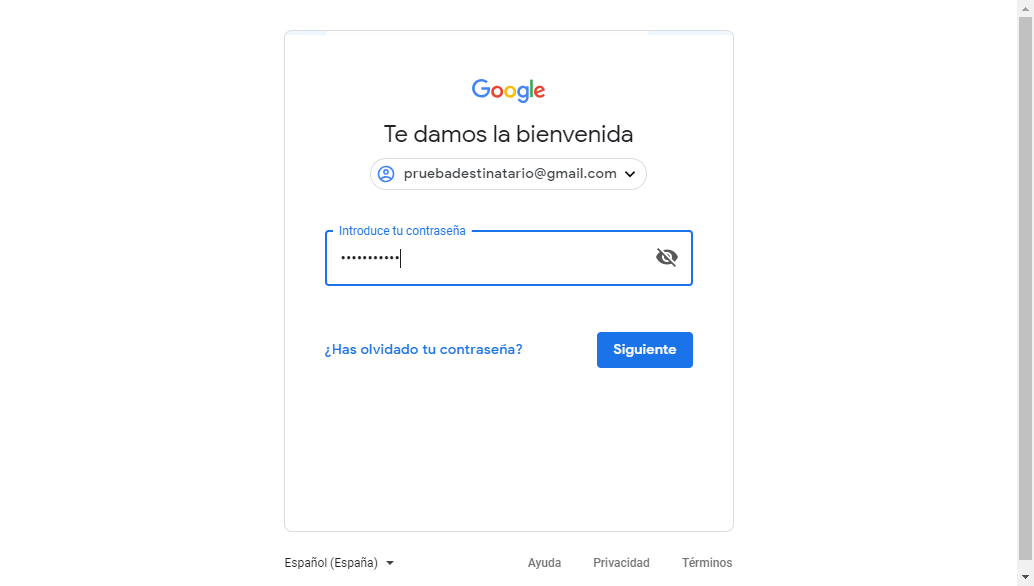 Google
Te damos la bienvenida
pruebadestinatario@gmail.com
Introduce tu contraseña
•••••••••••
¿Has olvidado tu contraseña?
Siguiente
Español (España)
Ayuda
Privacidad
Términos